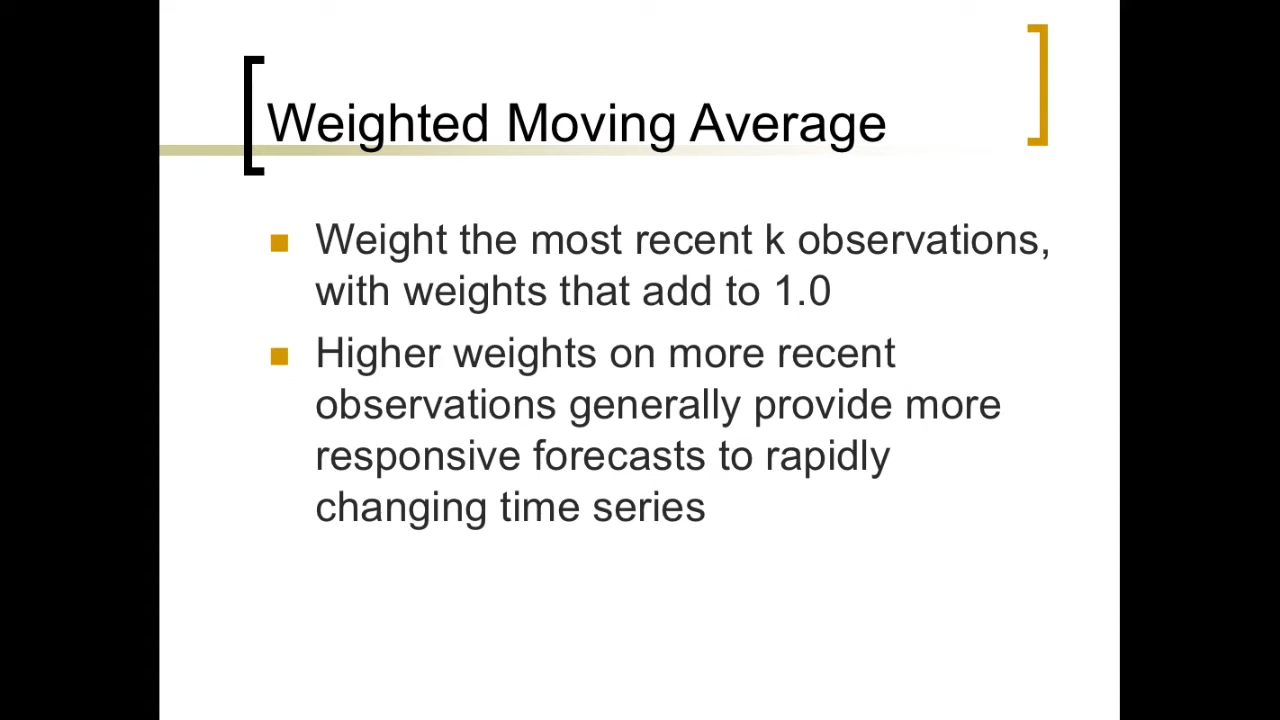 Weighted Moving Average
Weight the most recent k observations,
with weights that add to 1.0
Higher weights on more recent
observations generally provide more
responsive forecasts to rapidly
changing time series